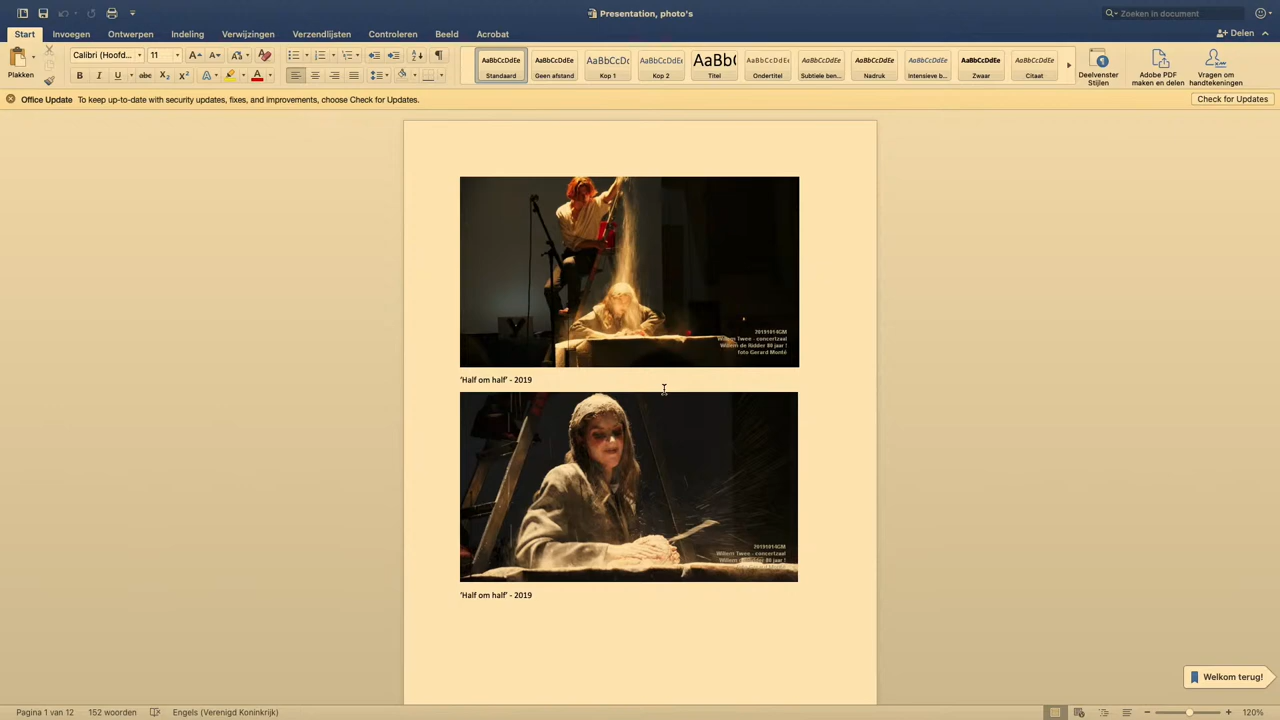 Presentation, photo's
Zoeken in document
Start Invoegen Ontwerpen Indeling Verwijzingen Verzendlijsten Controleren Beeld Acrobat
Delen
Plakken
Calibri (Hoofd... 11
AaBbCcDdEe AaBbCcDdEe AaBbCcDc AaBbCcDdEe AaBb( AaBbCcDdEe AaBbCcDdEe AaBbCcDdEe AaBbCcDdEe AaBbCcDdEe AaBbCcDdEe
Standaard Geen afstand Kop 1 Kop 2 Titel Ondertitel Subtiele ben... Nadruk Intensieve b... Zwaar Citaat
Deelvenster Stijlen
Adobe PDF maken en delen
Vragen om handtekeningen
Office Update To keep up-to-date with security updates, fixes, and improvements, choose Check for Updates.
Check for Updates
20191014GM
Willem Twee - concertzaal
Willem de Ridder 80 jaar !
foto Gerard Monté
'Half om half' - 2019
20191014GM
Willem Twee - concertzaal
80 jaar !
'Half om half' - 2019
Welkom terug!
Pagina 1 van 12 152 woorden Engels (Verenigd Koninkrijk)
120%